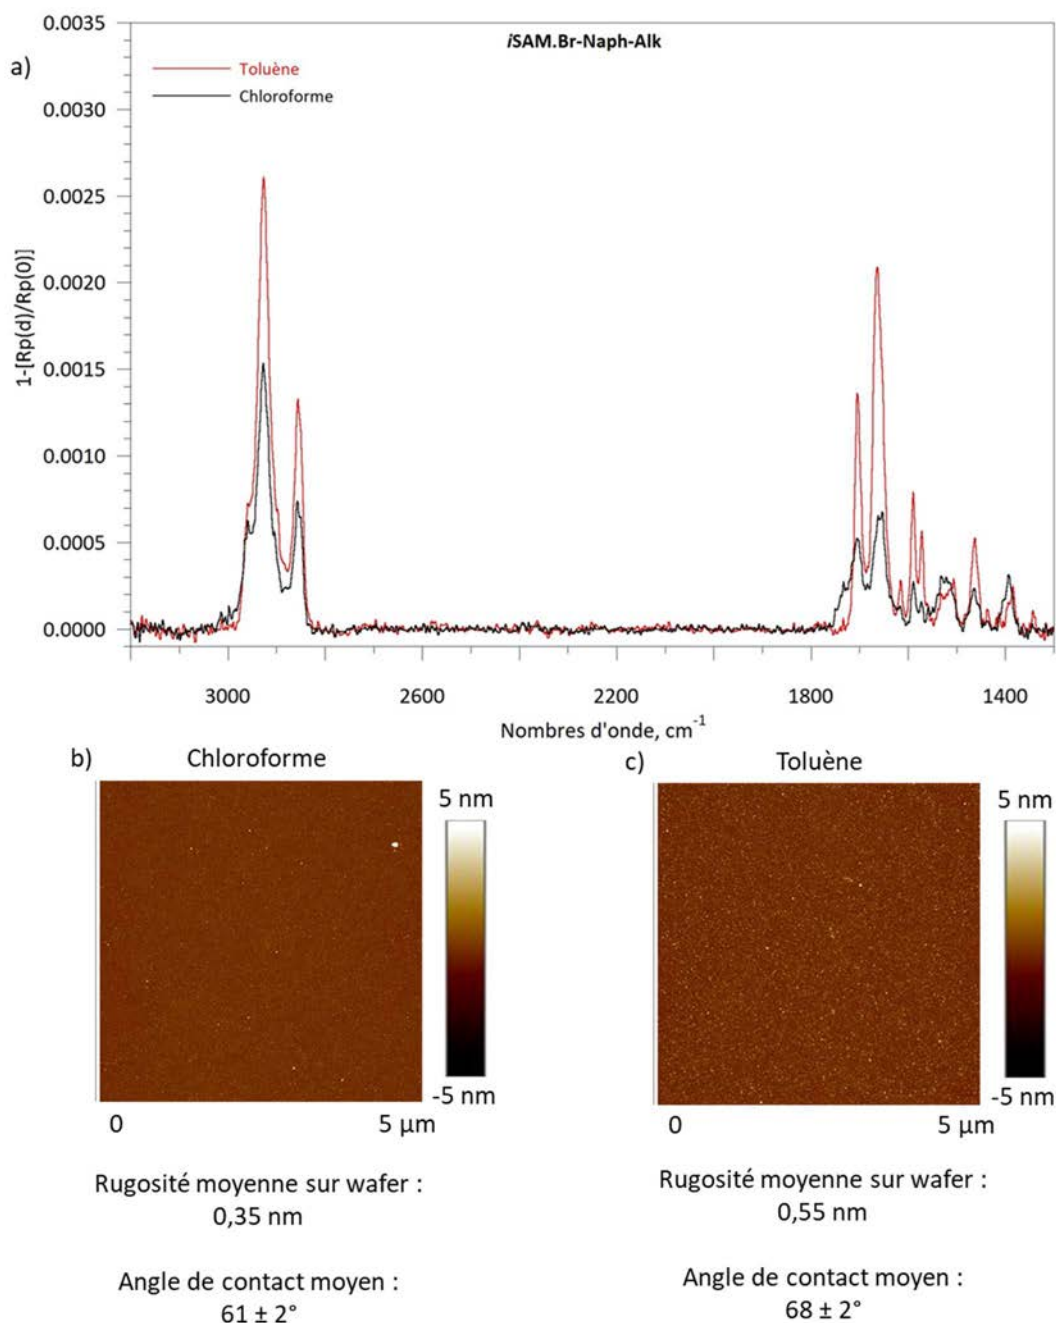 a)
iSAM.Br-Naph-Alk
Toluène
Chloroforme
0.0035
0.0030
0.0025
0.0020
0.0015
0.0010
0.0005
0.0000
1-[Rp(d)/Rp(0)]
3000 2600 2200 1800 1400
Nombres d'onde, cm-1
b) Chloroforme
5 nm
-5 nm
0 5 µm
Rugosité moyenne sur wafer :
0,35 nm
Angle de contact moyen :
61 ± 2°
c) Toluène
5 nm
-5 nm
0 5 µm
Rugosité moyenne sur wafer :
0,55 nm
Angle de contact moyen :
68 ± 2°